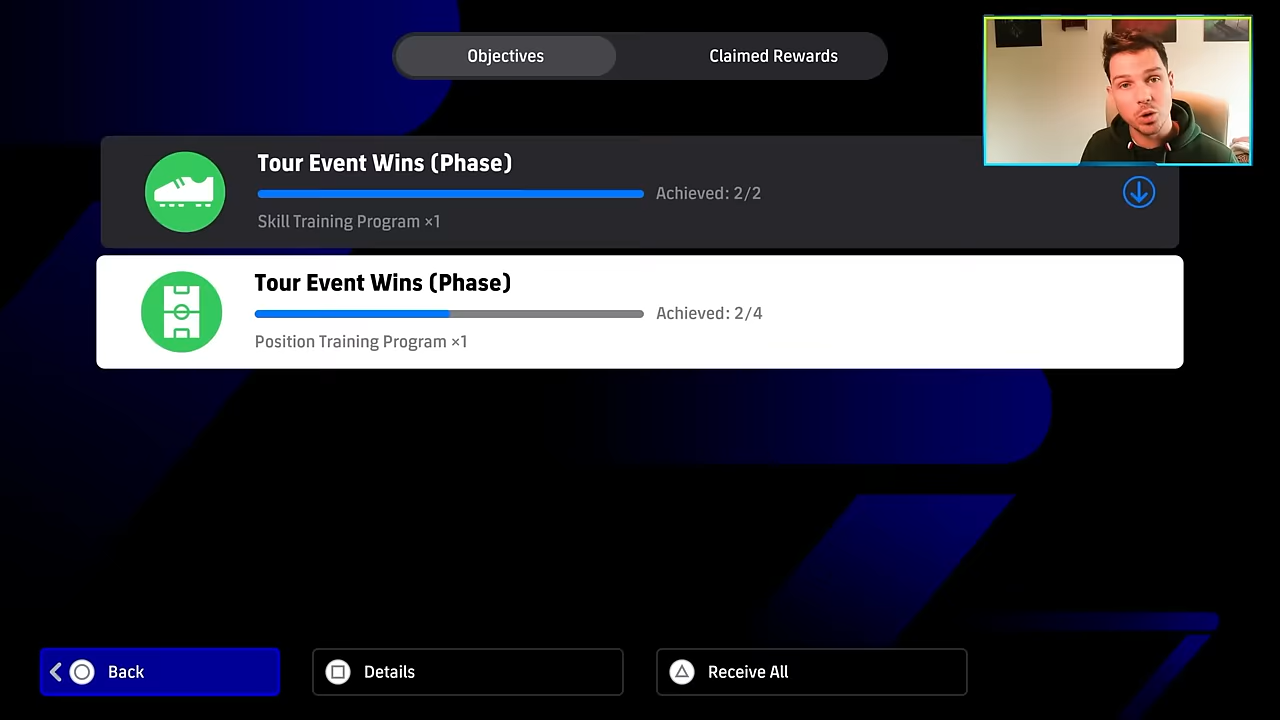 Objectives
Claimed Rewards
Tour Event Wins (Phase)
Achieved: 2/2
Skill Training Program ×1
Tour Event Wins (Phase)
Achieved: 2/4
Position Training Program ×1
Back
Details
Receive All